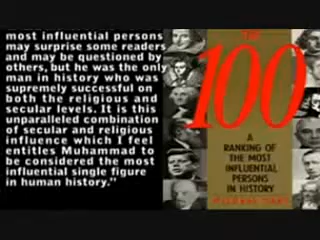 most influential persons
may surprise some readers
and may be questioned by
others, but he was the only
man in history who was
supremely successful on
both the religious and
secular levels. It is this
unparalleled combination
of secular and religious
influence which I feel
entitles Muhammad to
be considered the most
influential single figure
in human history."
100
A
RANKING OF
THE MOST
INFLUENTIAL
PERSONS
IN HISTORY